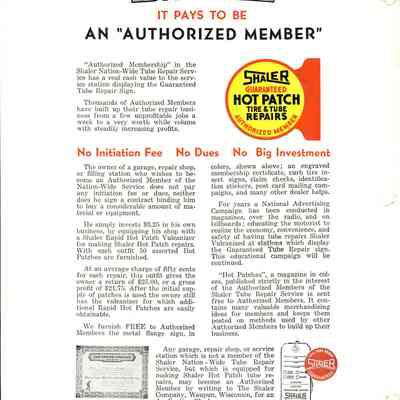 IT PAYS TO BE
AN "AUTHORIZED MEMBER"
"Authorized Membership" in the
Shaler Nation-Wide Tube Repair Serv-
ice has a real cash value to the serv-
ice station displaying the Guaranteed
Tube Repair Sign.
Thousands of Authorized Members
have built up their tube repair busi-
ness from a few unprofitable jobs a
week to a very worth while volume
with steadily increasing profits.
SHALER
GUARANTEED
HOT PATCH
TIRE & TUBE
REPAIRS
AUTHORIZED MEMBER
No Initiation Fee No Dues No Big Investment
The owner of a garage, repair shop,
or filling station who wishes to be-
come an Authorized Member of the
Nation-Wide Service does not pay
any initiation fee or dues, neither
does he sign a contract binding him
to buy a considerable amount of ma-
terial or equipment.
He simply invests $3.25 in his own
business, by equipping his shop with
a Shaler Rapid Hot Patch Vulcanizer
for making Shaler Hot Patch repairs.
With each outfit 50 assorted Hot
Patches are furnished.
At an average charge of fifty cents
for each repair, this outfit gives the
owner a return of $25.00, or a gross
profit of $21.75. After the initial sup-
ply of patches is used the owner still
has the vulcanizer for which addi-
tional Rapid Hot Patches are easily
obtainable.
We furnish FREE to Authorized
Members the metal flange sign, in
colors, shown above; an engraved
membership certificate, curb tire in-
sert signs, claim checks, identifica-
tion stickers, post card mailing cam-
paigns, and many other dealer helps.
For years a National Advertising
Campaign has been conducted in
magazines, over the radio, and on
billboards; educating the motorist to
realize the economy, convenience, and
safety of having tube repairs Shaler
Vulcanized at stations which display
the Guaranteed Tube Repair sign.
This educational campaign will be
continued.
"Hot Patches", a magazine in col-
ors, published strictly in the interest
of the Authorized Members of the
Shaler Tube Repair Service is sent
free to Authorized Members. It con-
tains many valuable merchandising
ideas for members and keeps them
posted on methods used by other
Authorized Members to build up their
business.
Any garage, repair shop, or service
station which is not a member of the
Shaler Nation-Wide Tube Repair
Service, but which is equipped for
making Shaler Hot Patch tube re-
pairs, may become an Authorized
Member by writing to The Shaler
Company, Waupun, Wisconsin, for an
SHALER